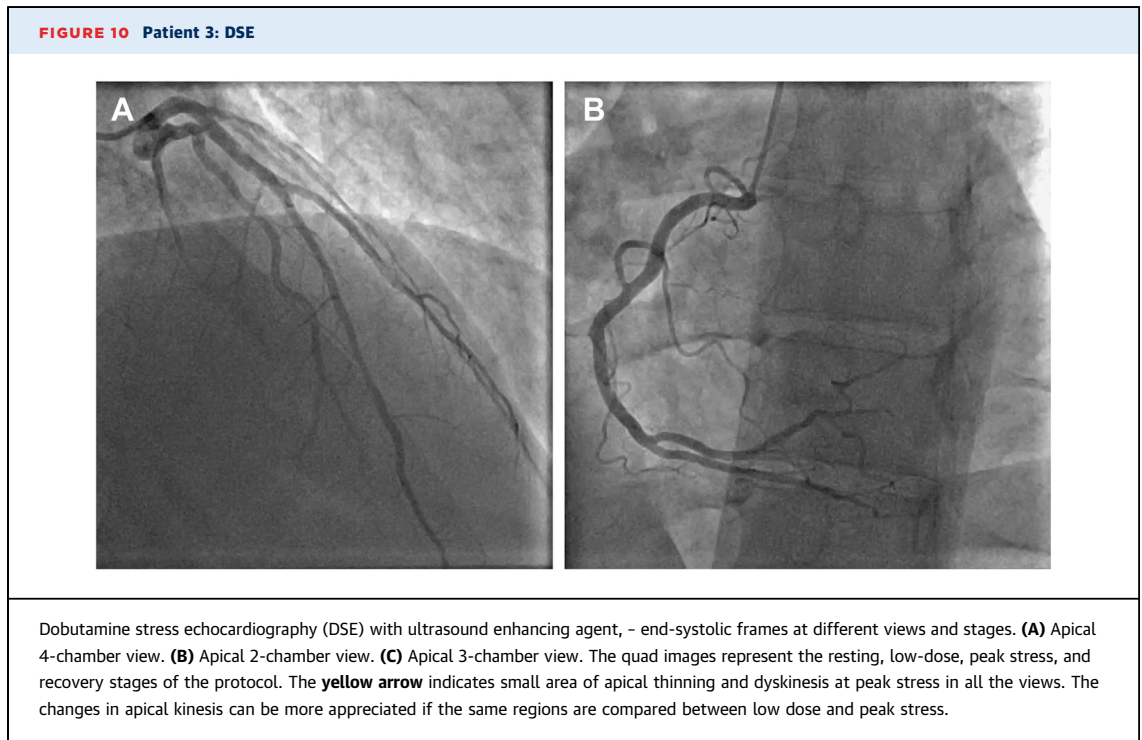 FIGURE 10 Patient 3: DSE
A
B
Dobutamine stress echocardiography (DSE) with ultrasound enhancing agent, – end-systolic frames at different views and stages. (A) Apical
4-chamber view. (B) Apical 2-chamber view. (C) Apical 3-chamber view. The quad images represent the resting, low-dose, peak stress, and
recovery stages of the protocol. The yellow arrow indicates small area of apical thinning and dyskinesis at peak stress in all the views. The
changes in apical kinesis can be more appreciated if the same regions are compared between low dose and peak stress.